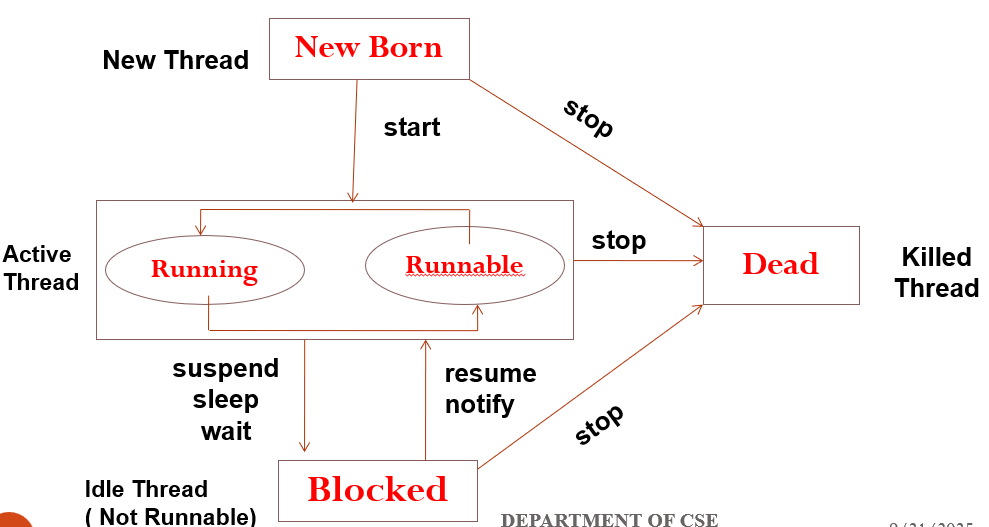 New Thread
New Born
start
stop
Active
Thread
Running
Runnable
stop
Dead
Killed
Thread
suspend
sleep
wait
resume
notify
stop
Idle Thread
( Not Runnable)
Blocked
DEPARTMENT OF CSE